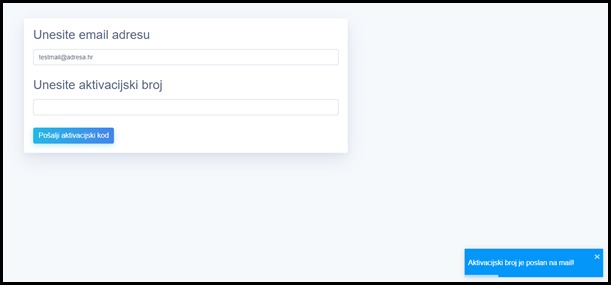 Unesite email adresu
testmail@adresa.hr
Unesite aktivacijski broj
Pošalji aktivacijski kod
Aktivacijski broj je poslan na mail!